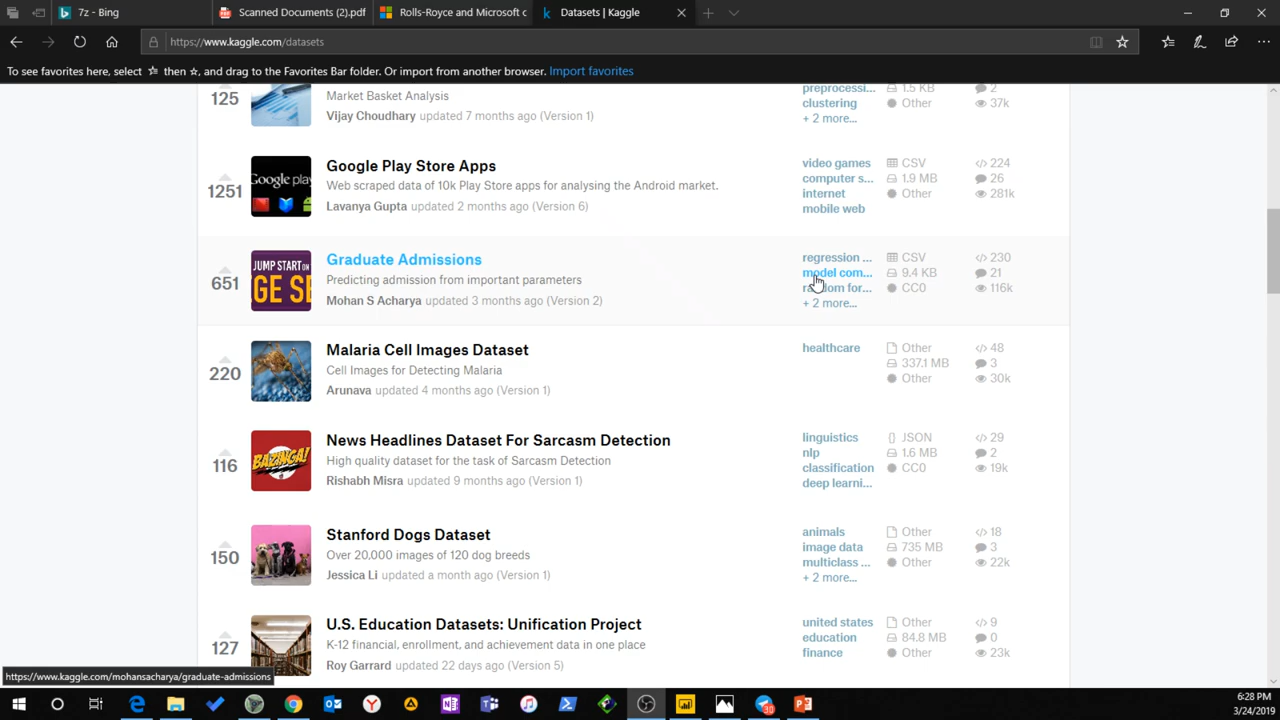 7z - Bing
Scanned Documents (2).pdf
Rolls-Royce and Microsoft c
Datasets | Kaggle
https://www.kaggle.com/datasets
To see favorites here, select ☆ then ☆, and drag to the Favorites Bar folder. Or import from another browser. Import favorites
125
Market Basket Analysis
Vijay Choudhary updated 7 months ago (Version 1)
preprocessi...
clustering
+ 2 more...
1.5 KB
Other
2
37k
1251
Google play
Google Play Store Apps
Web scraped data of 10k Play Store apps for analysing the Android market.
Lavanya Gupta updated 2 months ago (Version 6)
video games
computer s...
internet
mobile web
CSV
1.9 MB
Other
224
26
281k
651
JUMP START ON
GE SE
Graduate Admissions
Predicting admission from important parameters
Mohan S Acharya updated 3 months ago (Version 2)
regression ...
model com...
random for...
+ 2 more...
CSV
9.4 KB
CC0
230
21
116k
220
Malaria Cell Images Dataset
Cell Images for Detecting Malaria
Arunava updated 4 months ago (Version 1)
healthcare
Other
337.1 MB
Other
48
3
30k
116
BAZINGA!
News Headlines Dataset For Sarcasm Detection
High quality dataset for the task of Sarcasm Detection
Rishabh Misra updated 9 months ago (Version 1)
linguistics
nlp
classification
deep learni...
{} JSON
1.6 MB
CC0
29
2
19k
150
Stanford Dogs Dataset
Over 20,000 images of 120 dog breeds
Jessica Li updated a month ago (Version 1)
animals
image data
multiclass ...
+ 2 more...
Other
735 MB
Other
18
3
22k
127
U.S. Education Datasets: Unification Project
K-12 financial, enrollment, and achievement data in one place
Roy Garrard updated 22 days ago (Version 5)
united states
education
finance
Other
84.8 MB
Other
9
0
23k
https://www.kaggle.com/mohansacharya/graduate-admissions
6:28 PM
3/24/2019